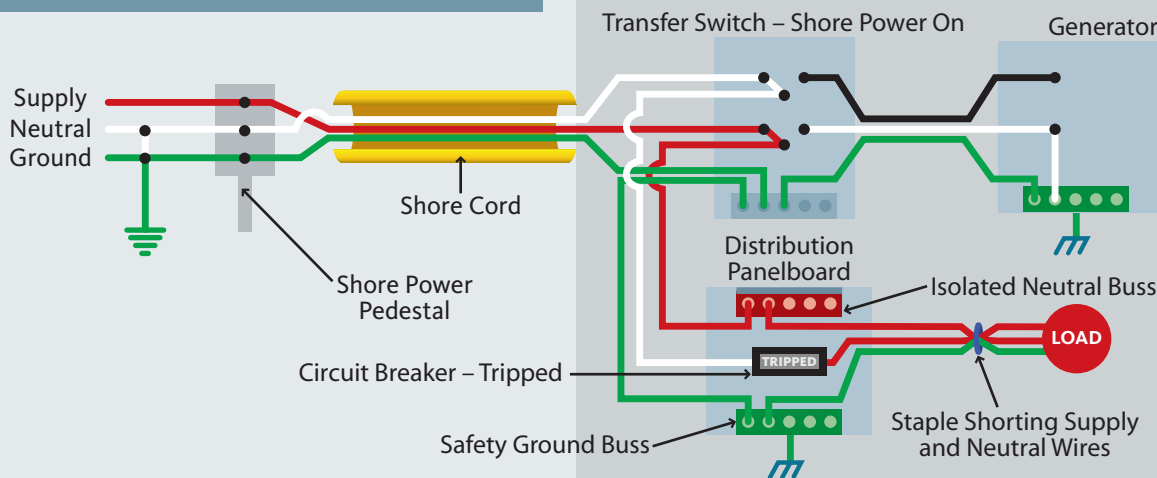 Transfer Switch – Shore Power On
Generator
Supply
Neutral
Ground
Shore Cord
Shore Power
Pedestal
Distribution
Panelboard
Isolated Neutral Buss
LOAD
TRIPPED
Circuit Breaker – Tripped
Staple Shorting Supply
and Neutral Wires
Safety Ground Buss